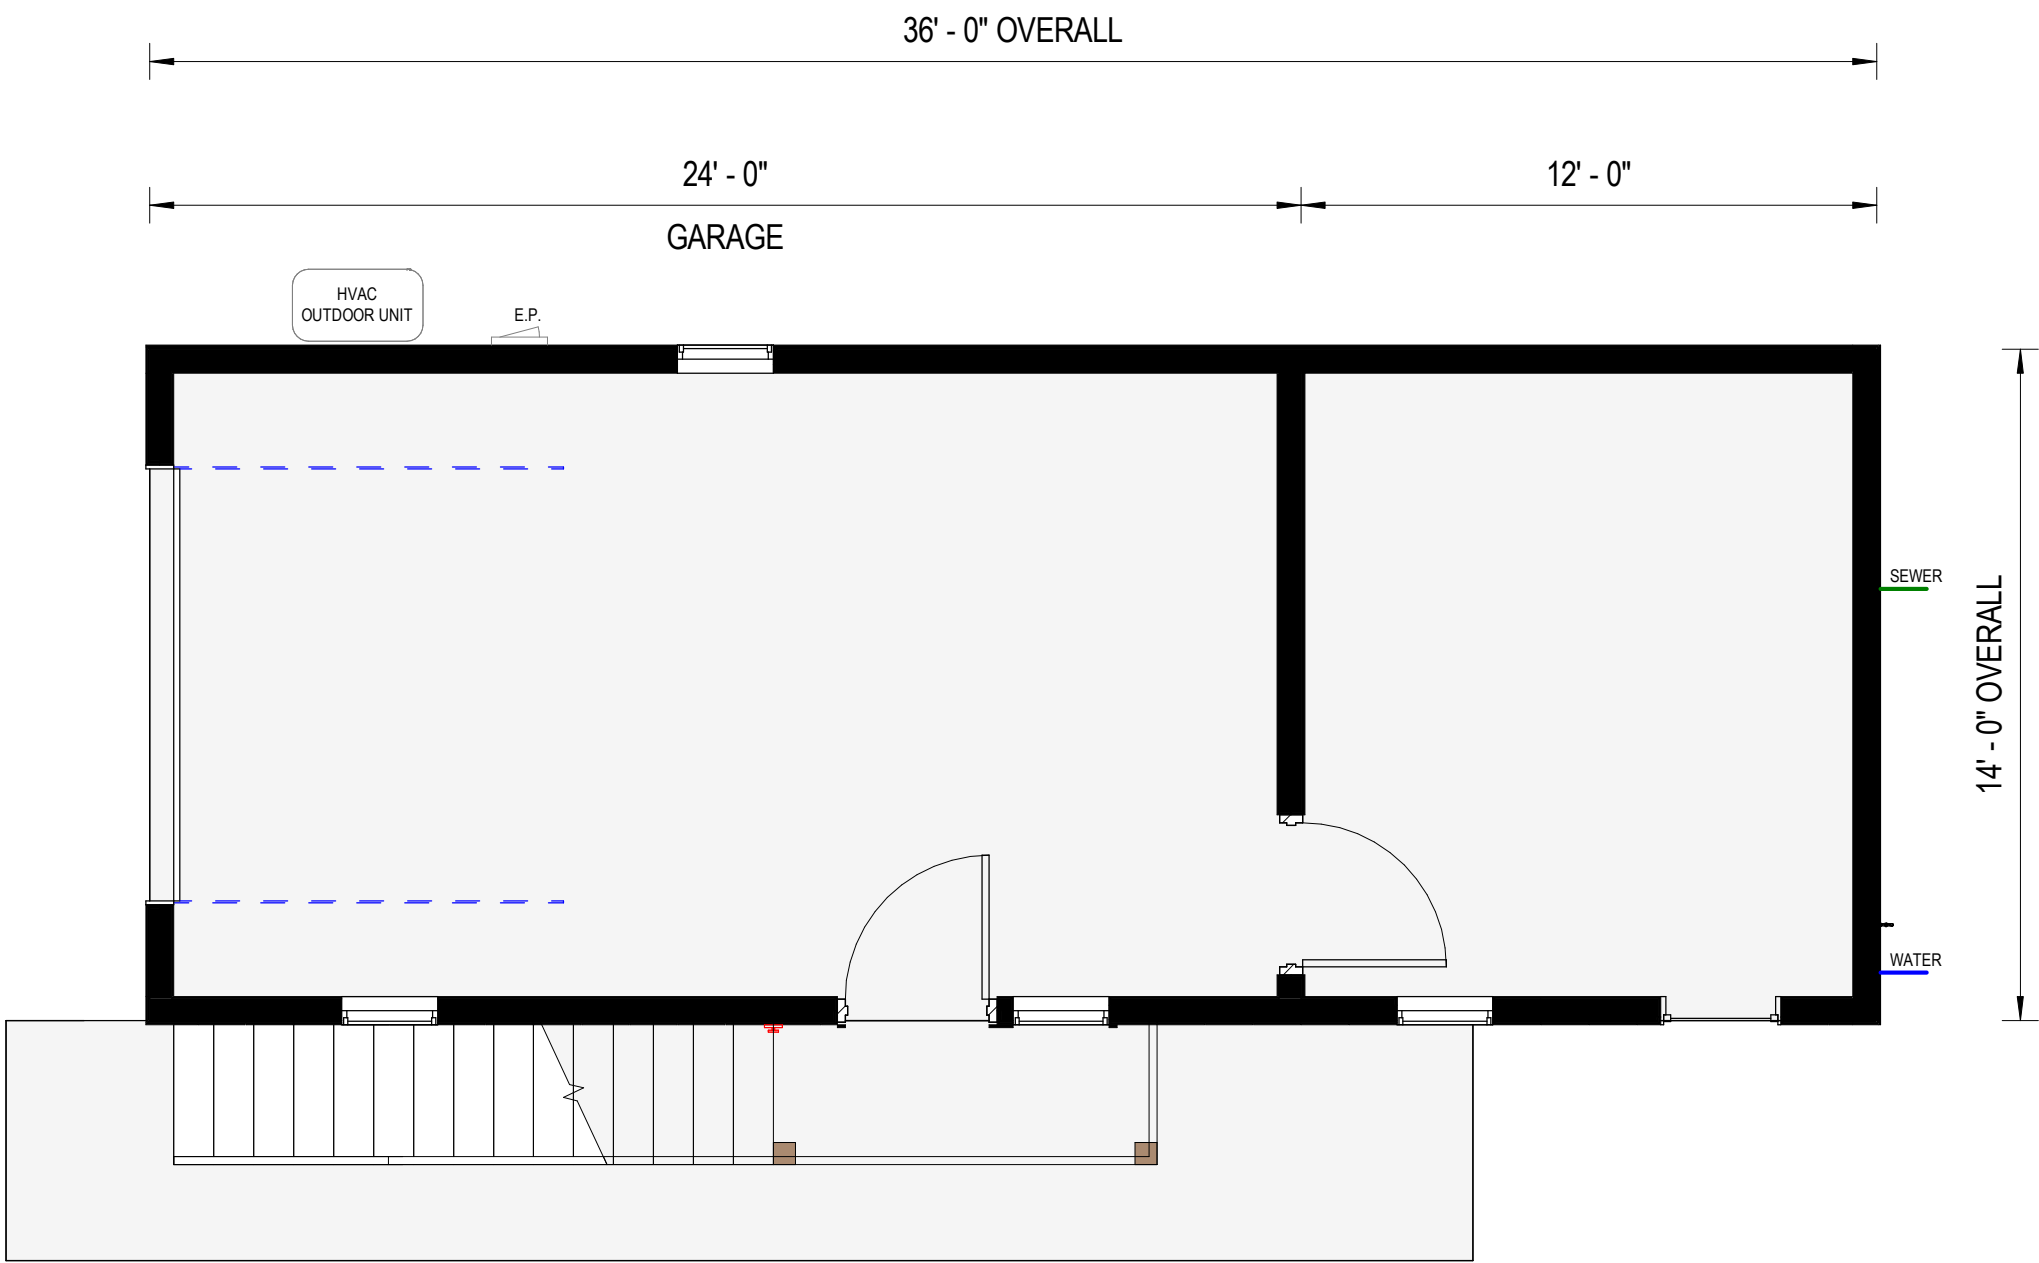 36' - 0" OVERALL
24' - 0"
12' - 0"
GARAGE
HVAC
OUTDOOR UNIT
E.P.
SEWER
14' - 0" OVERALL
WATER